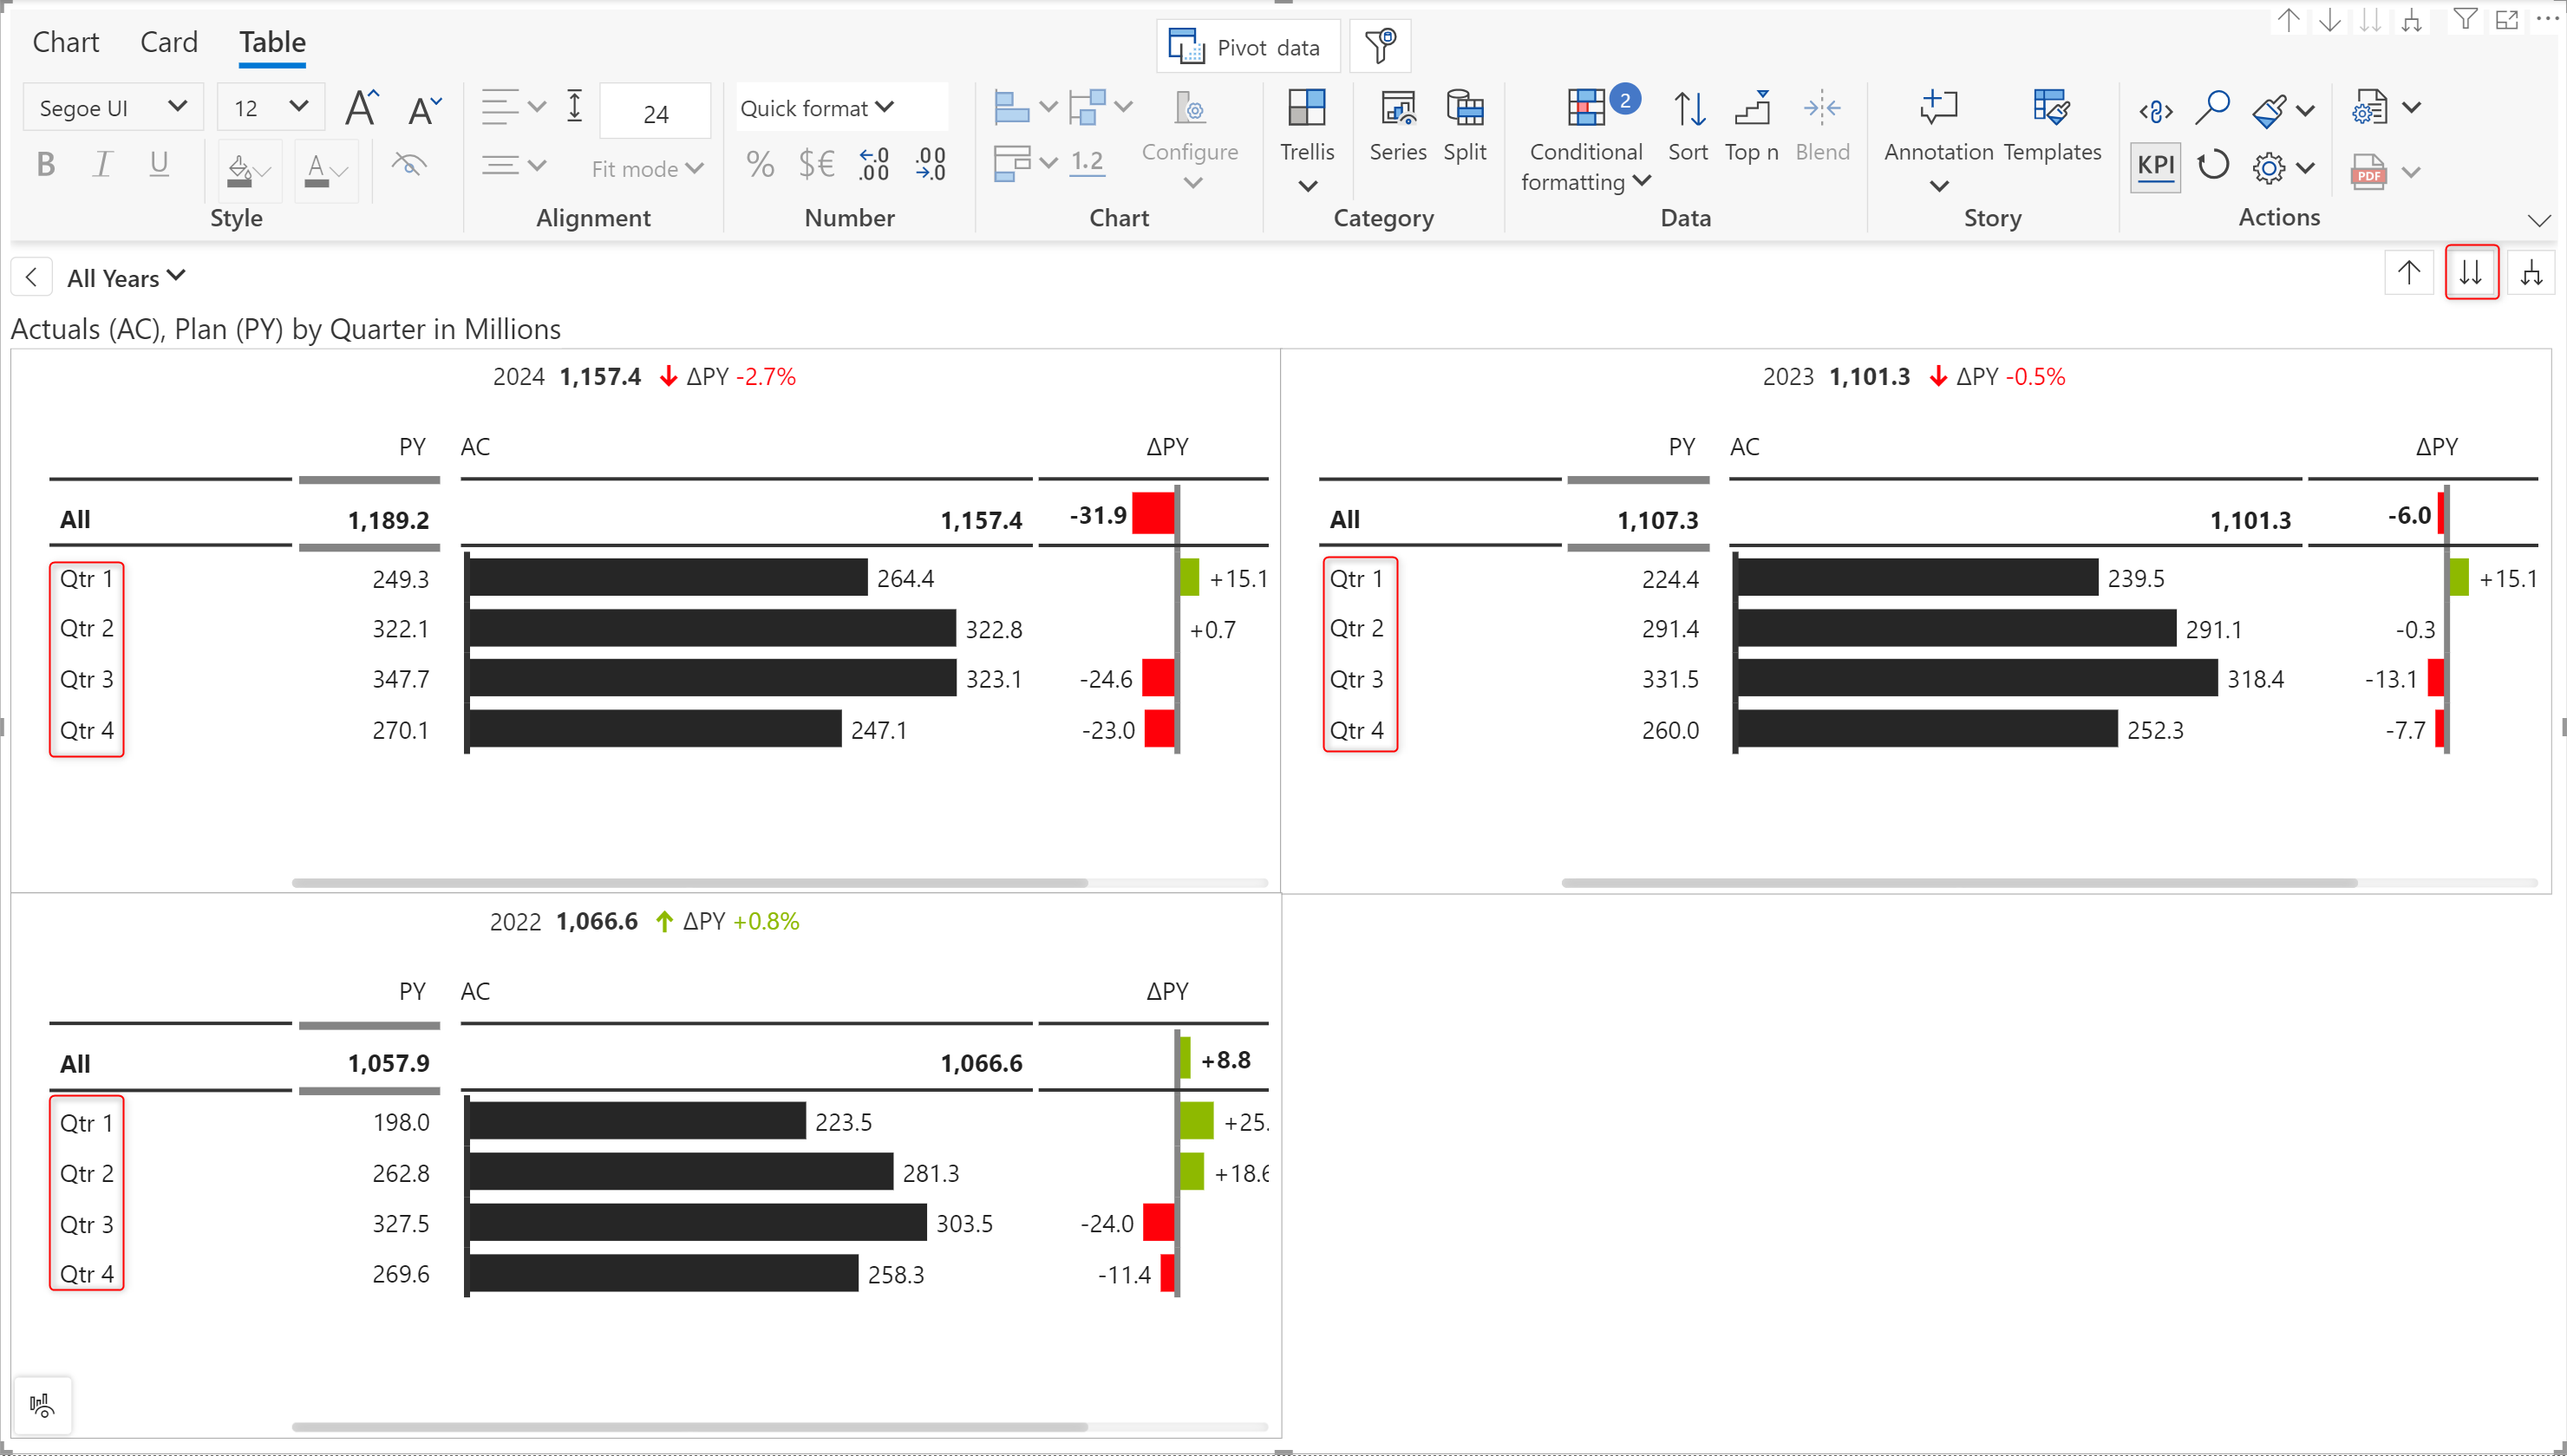 Chart Card Table
Pivot data
Segoe UI 12
24
Quick format
2
B I U A
Fit mode
% $€ .0 .00 .00 .0
1.2
Configure
Trellis
Series Split
Conditional formatting
Sort Top n Blend
Annotation Templates
KPI
PDF
Style Alignment Number Chart Category Data Story Actions
All Years
Actuals (AC), Plan (PY) by Quarter in Millions
2024 1,157.4 ΔPY -2.7%
PY AC ΔPY
All 1,189.2 1,157.4 -31.9
Qtr 1 249.3 264.4 +15.1
Qtr 2 322.1 322.8 +0.7
Qtr 3 347.7 323.1 -24.6
Qtr 4 270.1 247.1 -23.0
2023 1,101.3 ΔPY -0.5%
PY AC ΔPY
All 1,107.3 1,101.3 -6.0
Qtr 1 224.4 239.5 +15.1
Qtr 2 291.4 291.1 -0.3
Qtr 3 331.5 318.4 -13.1
Qtr 4 260.0 252.3 -7.7
2022 1,066.6 ΔPY +0.8%
PY AC ΔPY
All 1,057.9 1,066.6 +8.8
Qtr 1 198.0 223.5 +25.
Qtr 2 262.8 281.3 +18.6
Qtr 3 327.5 303.5 -24.0
Qtr 4 269.6 258.3 -11.4